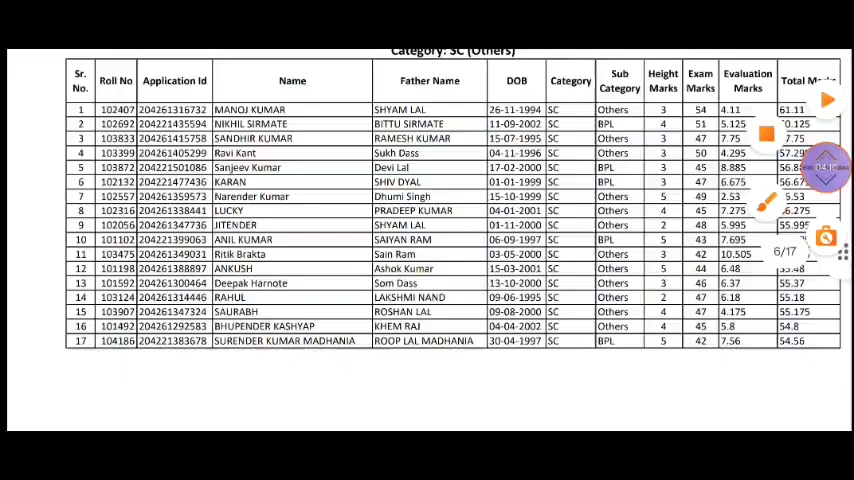 Category: SC (Others)
Sr. No. Roll No Application Id Name Father Name DOB Category Sub Category Height Marks Exam Marks Evaluation Marks Total Marks
1 102407 204261316732 MANOJ KUMAR SHYAM LAL 26-11-1994 SC Others 3 54 4.11 61.11
2 102692 204221435594 NIKHIL SIRMATE BITTU SIRMATE 11-09-2002 SC BPL 4 51 5.125
3 103833 204261415758 SANDHIR KUMAR RAMESH KUMAR 15-07-1995 SC Others 3 47 7.75
4 103399 204261405299 Ravi Kant Sukh Dass 04-11-1996 SC Others 3 50 4.295 57.295
5 103872 204221501086 Sanjeev Kumar Devi Lal 17-02-2000 SC BPL 3 45 8.885
6 102132 204221477436 KARAN SHIV DYAL 01-01-1999 SC BPL 3 47 6.675
7 102557 204261359573 Narender Kumar Dhumi Singh 15-10-1999 SC Others 5 49 2.53
8 102316 204261338441 LUCKY PRADEEP KUMAR 04-01-2001 SC Others 4 45 7.275 56.275
9 102056 204261347736 JITENDER SHYAM LAL 01-11-2000 SC Others 2 48 5.995 55.995
10 101102 204221399063 ANIL KUMAR SAIYAN RAM 06-09-1997 SC BPL 5 43 7.695
11 103475 204261349031 Ritik Brakta Sain Ram 03-05-2000 SC Others 3 42 10.505
12 101198 204261388897 ANKUSH Ashok Kumar 15-03-2001 SC Others 5 44 6.48 55.48
13 101592 204261300464 Deepak Harnote Som Dass 13-10-2000 SC Others 3 46 6.37 55.37
14 103124 204261314446 RAHUL LAKSHMI NAND 09-06-1995 SC Others 2 47 6.18 55.18
15 103907 204261347324 SAURABH ROSHAN LAL 09-08-2000 SC Others 4 47 4.175 55.175
16 101492 204261292583 BHUPENDER KASHYAP KHEM RAJ 04-04-2002 SC Others 4 45 5.8 54.8
17 104186 204221383678 SURENDER KUMAR MADHANIA ROOP LAL MADHANIA 30-04-1997 SC BPL 5 42 7.56 54.56
6/17